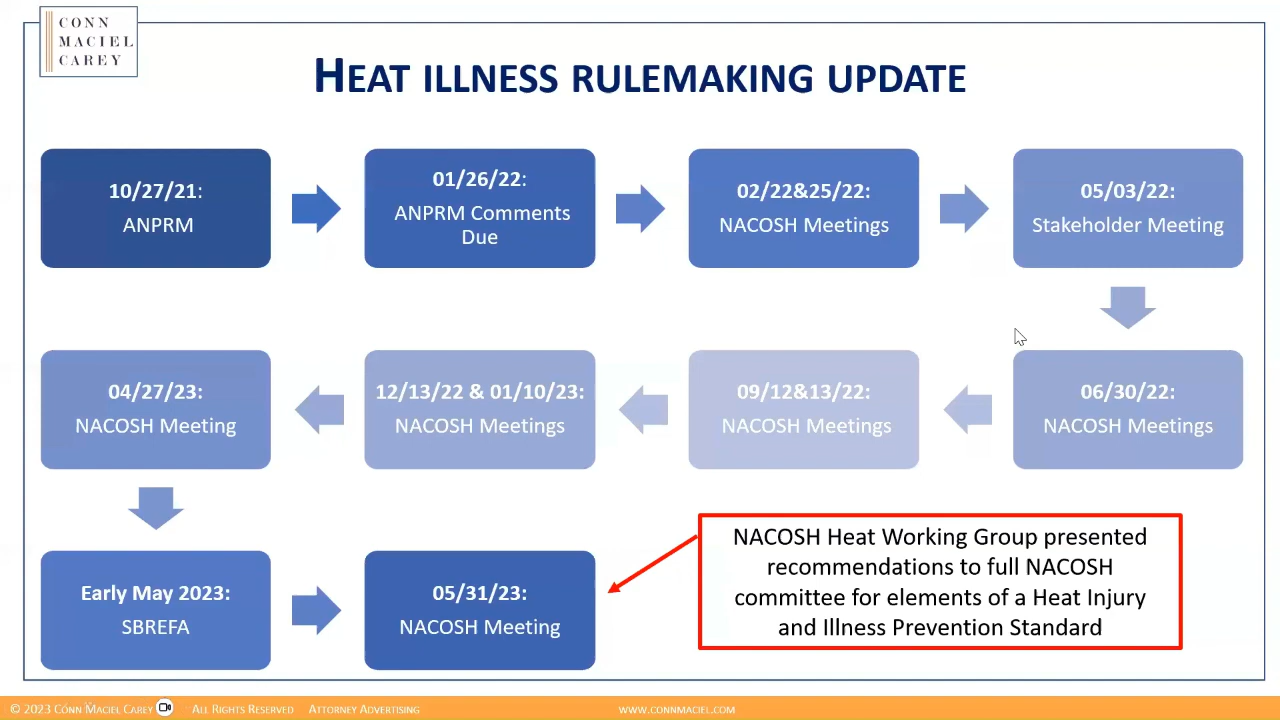 CONN
MACIEL
CAREY
HEAT ILLNESS RULEMAKING UPDATE
10/27/21:
ANPRM
01/26/22:
ANPRM Comments
Due
02/22&25/22:
NACOSH Meetings
05/03/22:
Stakeholder Meeting
06/30/22:
NACOSH Meetings
09/12&13/22:
NACOSH Meetings
12/13/22 & 01/10/23:
NACOSH Meetings
04/27/23:
NACOSH Meeting
Early May 2023:
SBREFA
05/31/23:
NACOSH Meeting
NACOSH Heat Working Group presented
recommendations to full NACOSH
committee for elements of a Heat Injury
and Illness Prevention Standard
© 2023 CONN MACIEL CAREY ALL RIGHTS RESERVED ATTORNEY ADVERTISING WWW.CONNMACIEL.COM